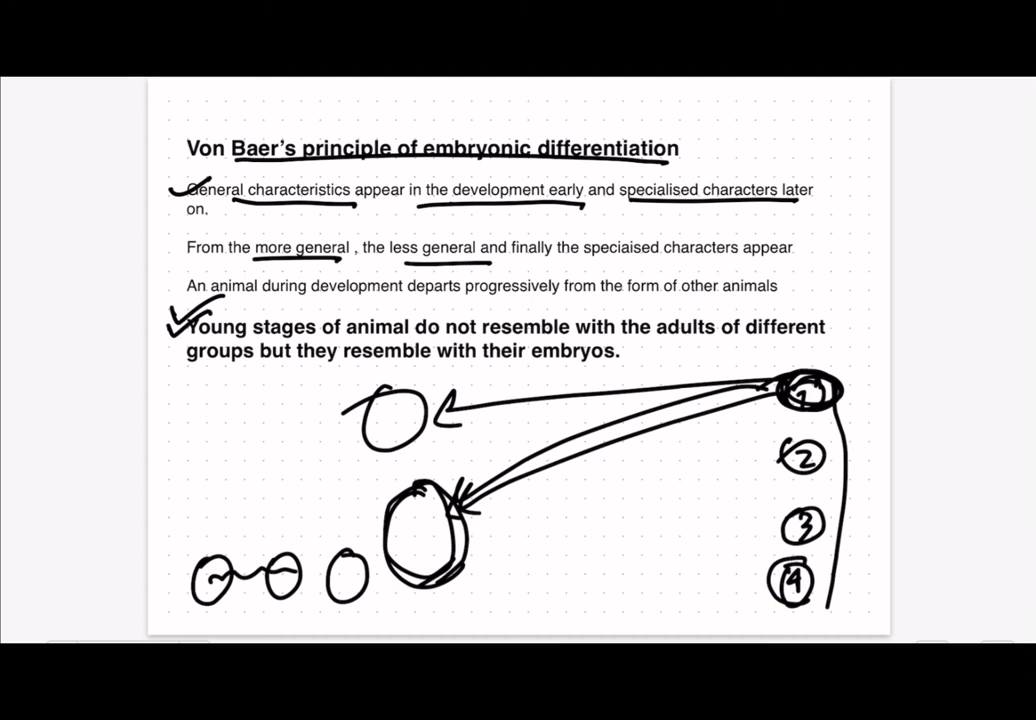 Von Baer's principle of embryonic differentiation
General characteristics appear in the development early and specialised characters later
on.
From the more general , the less general and finally the speciaised characters appear
An animal during development departs progressively from the form of other animals
Young stages of animal do not resemble with the adults of different
groups but they resemble with their embryos.
1
2
3
4